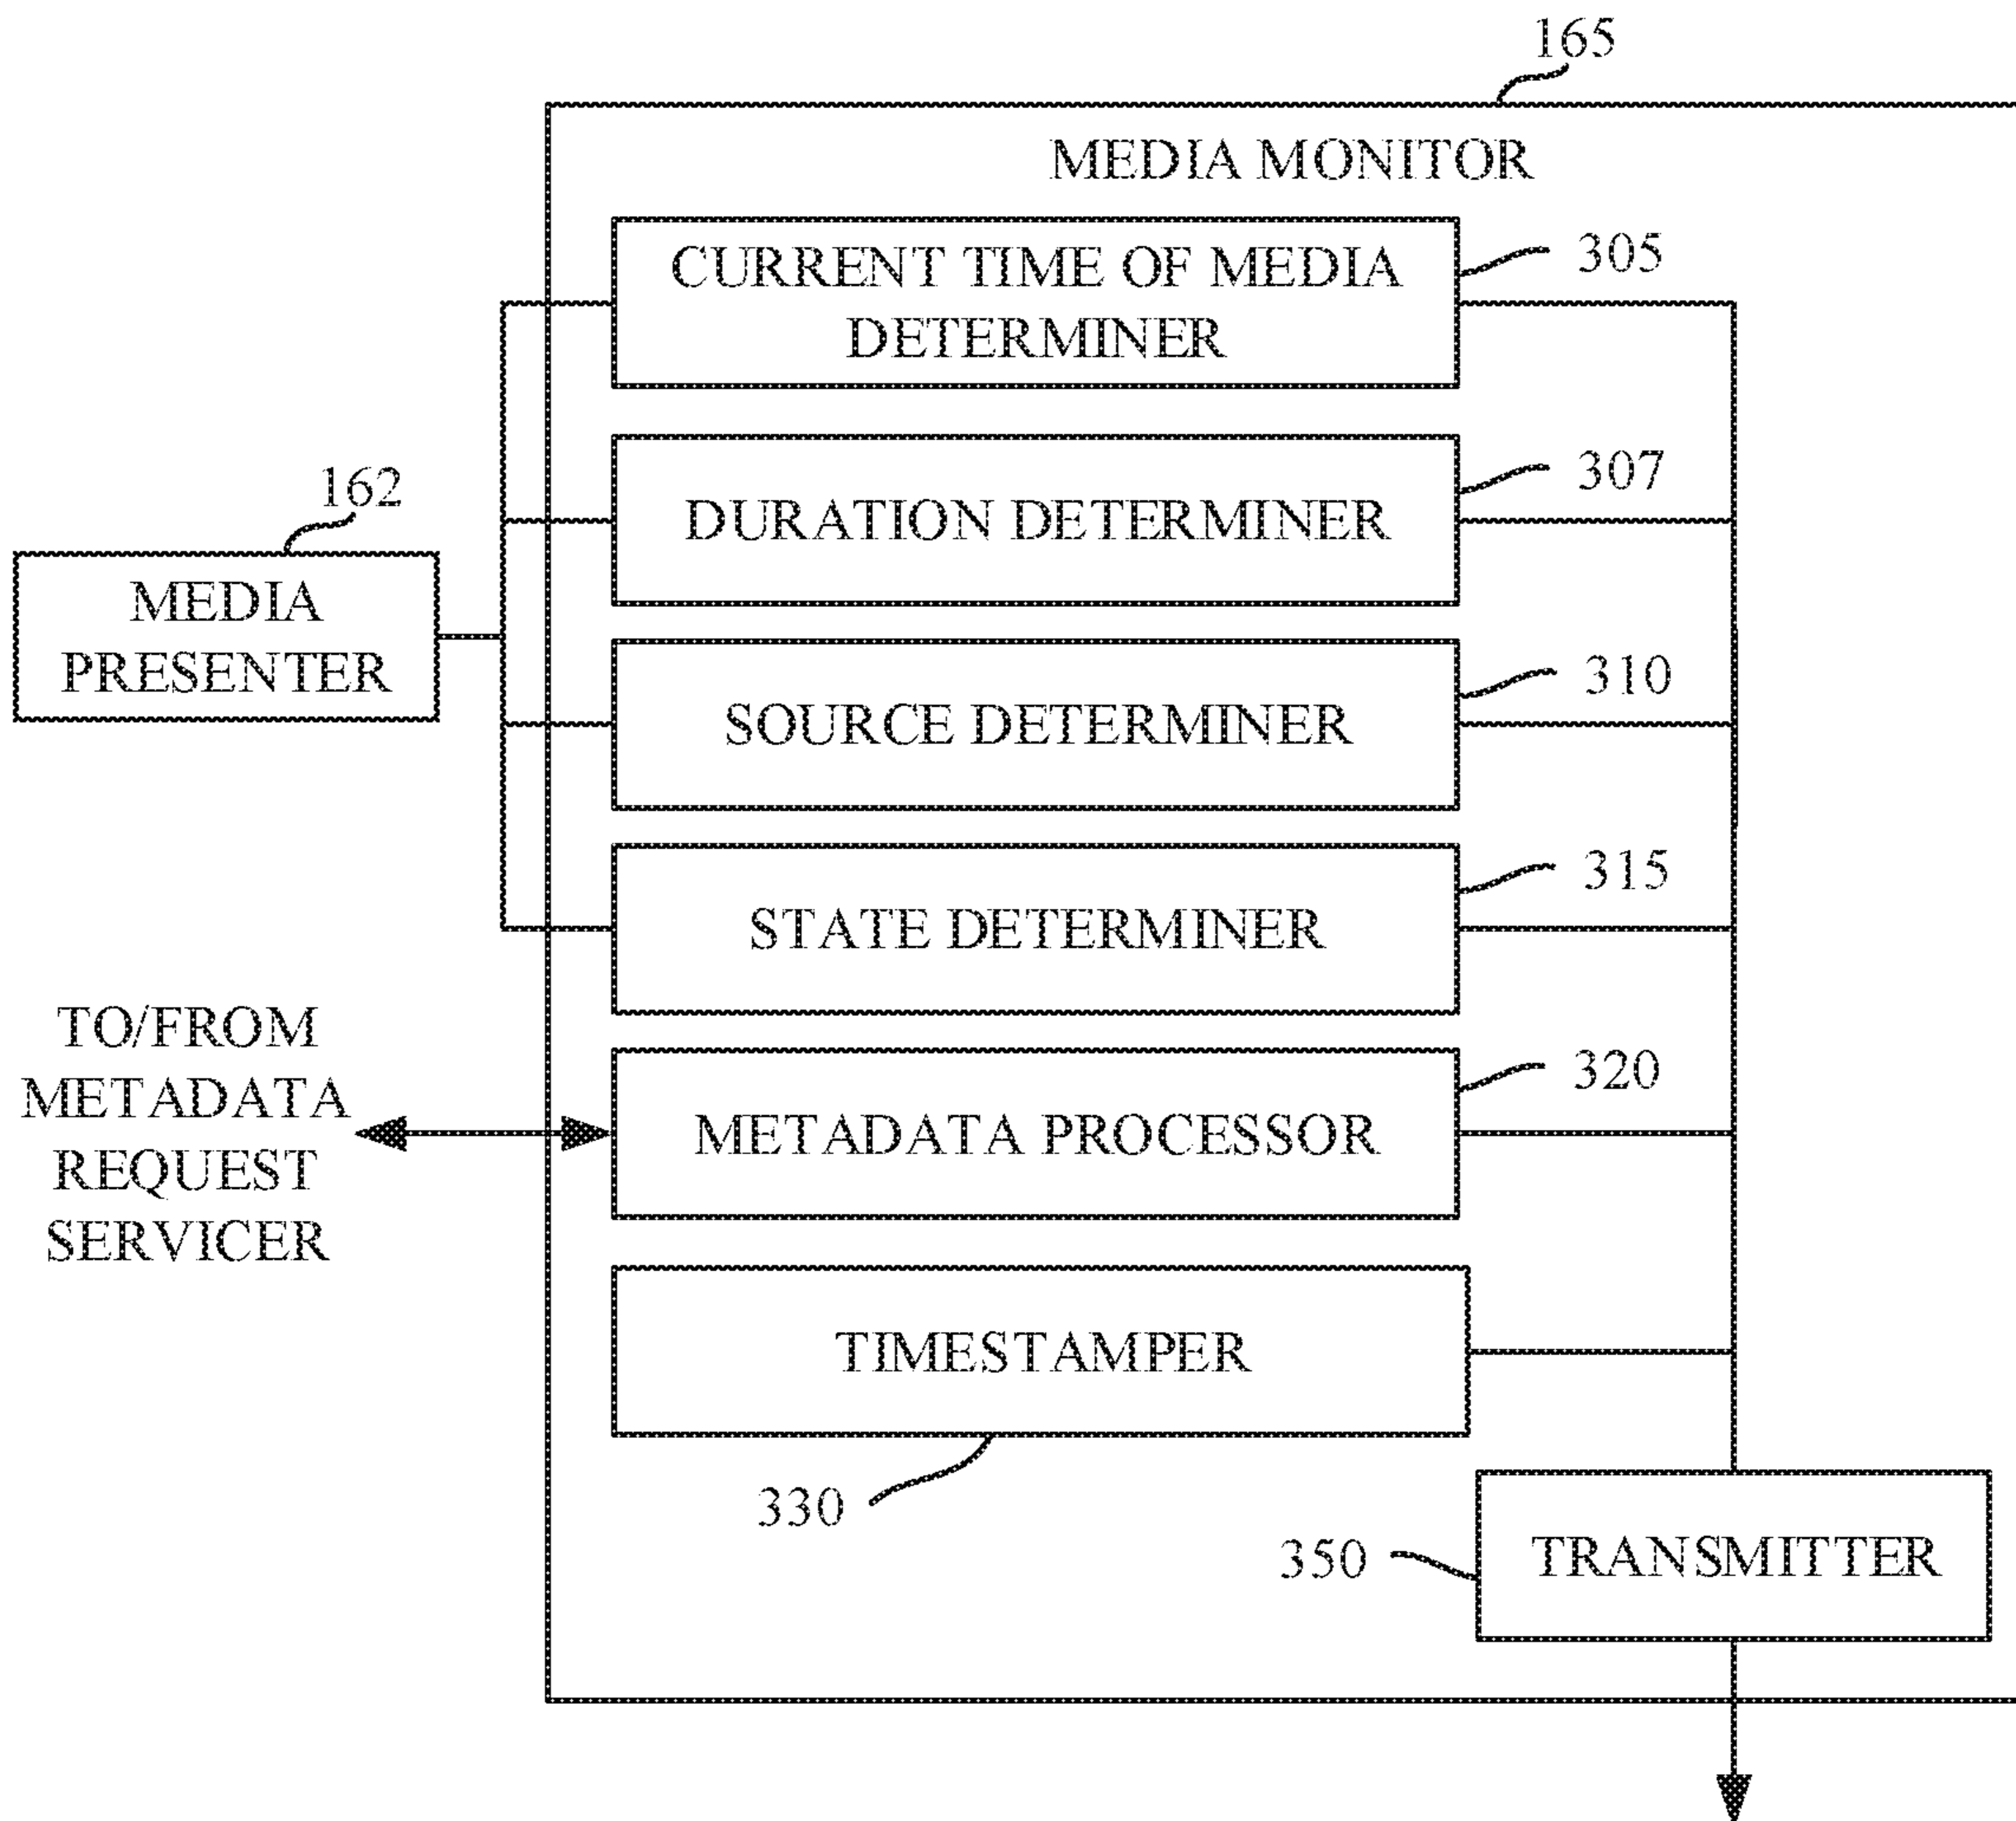 165
MEDIA MONITOR
CURRENT TIME OF MEDIA
DETERMINER
305
DURATION DETERMINER
307
162
MEDIA
PRESENTER
SOURCE DETERMINER
310
STATE DETERMINER
315
TO/FROM
METADATA
REQUEST
SERVICER
METADATA PROCESSOR
320
TIMESTAMPER
330
350
TRANSMITTER